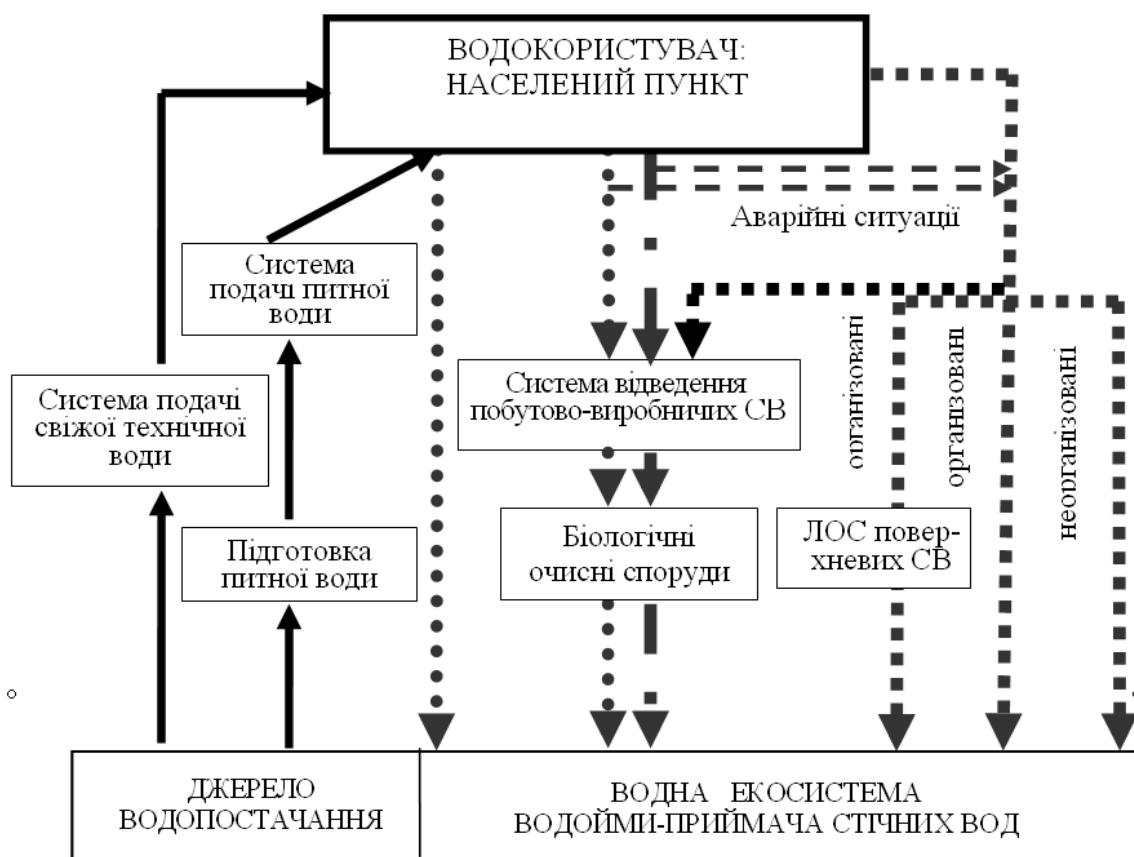 ВОДОКОРИСТУВАЧ:
НАСЕЛЕНИЙ ПУНКТ
Аварійні ситуації
Система
подачі питної
води
Система подачі
свіжої технічної
води
Система відведення
побутово-виробничих СВ
організовані
організовані
неорганізовані
Підготовка
питної води
Біологічні
очисні споруди
ЛОС повер-
хневих СВ
ДЖЕРЕЛО
ВОДОПОСТАЧАННЯ
ВОДНА ЕКОСИСТЕМА
ВОДОЙМИ-ПРИЙМАЧА СТІЧНИХ ВОД